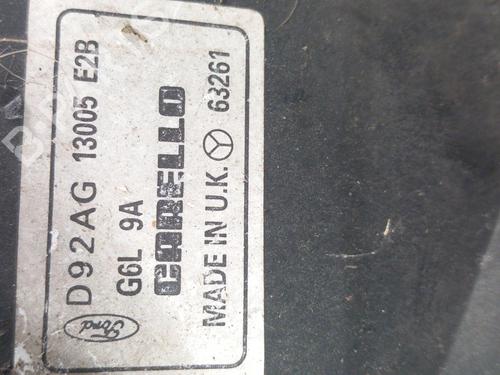 D92AG 13005 E2B
G6L 9A
CARELLO
MADE IN U.K. 63261
Ford